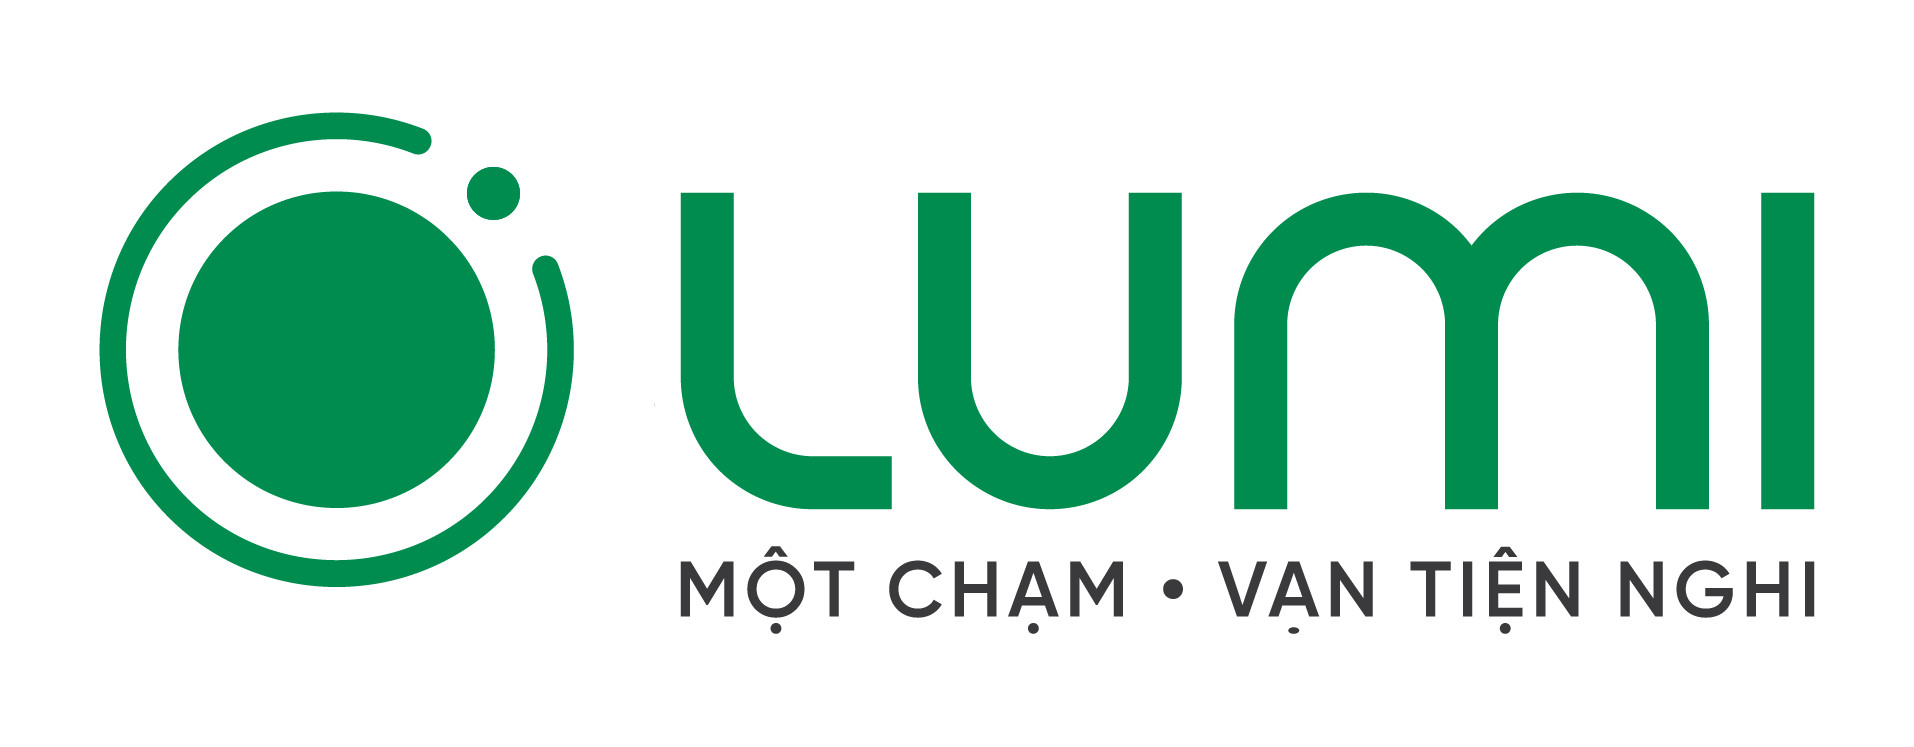 LUMI
MỘT CHẠM • VẠN TIỆN NGHI